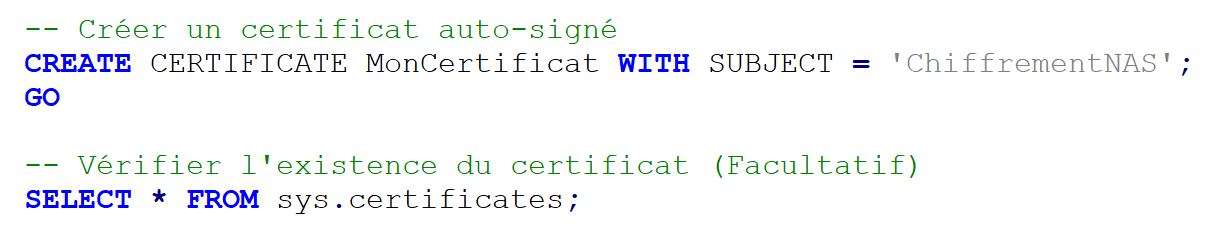 -- Créer un certificat auto-signé
CREATE CERTIFICATE MonCertificat WITH SUBJECT = 'ChiffrementNAS';
GO
-- Vérifier l'existence du certificat (Facultatif)
SELECT * FROM sys.certificates;